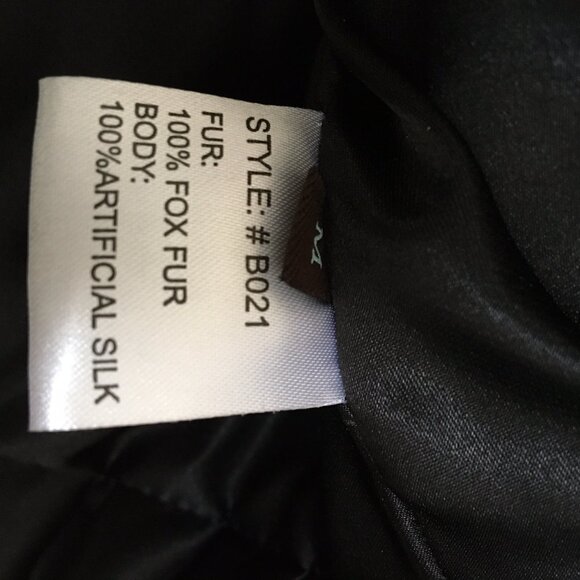 STYLE: # B021
FUR:
100% FOX FUR
BODY:
100%ARTIFICIAL SILK
M